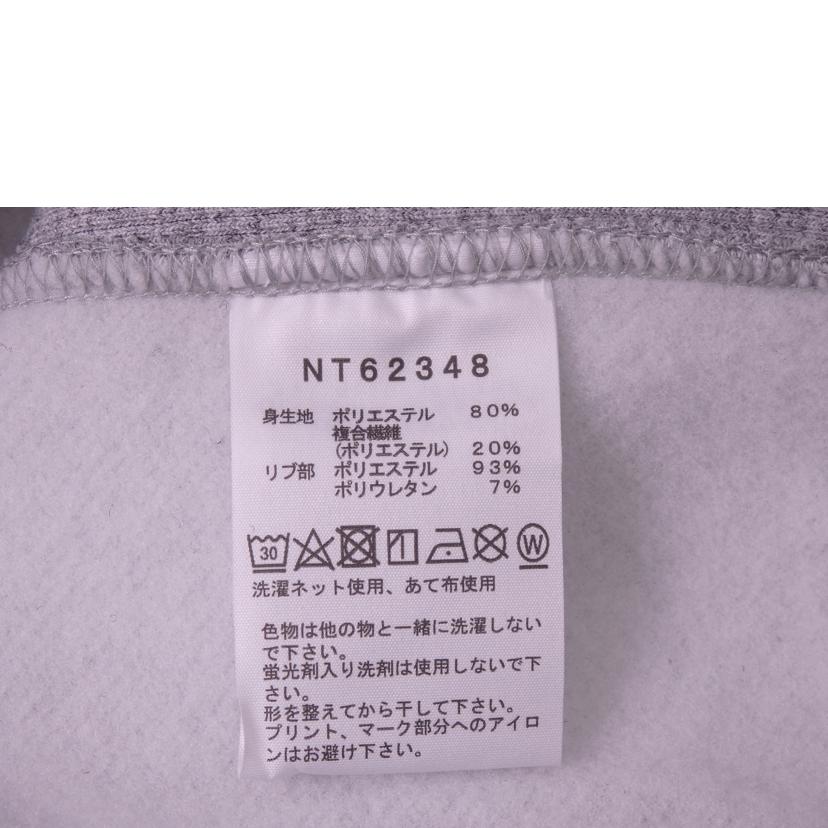 NT62348
身生地 ポリエステル 80%
複合繊維
(ポリエステル) 20%
リブ部 ポリエステル 93%
ポリウレタン 7%
30 W
洗濯ネット使用、あて布使用
色物は他の物と一緒に洗濯しない
で下さい。
蛍光剤入り洗剤は使用しないで下
さい。
形を整えてから干して下さい。
プリント、マーク部分へのアイロ
ンはお避け下さい。